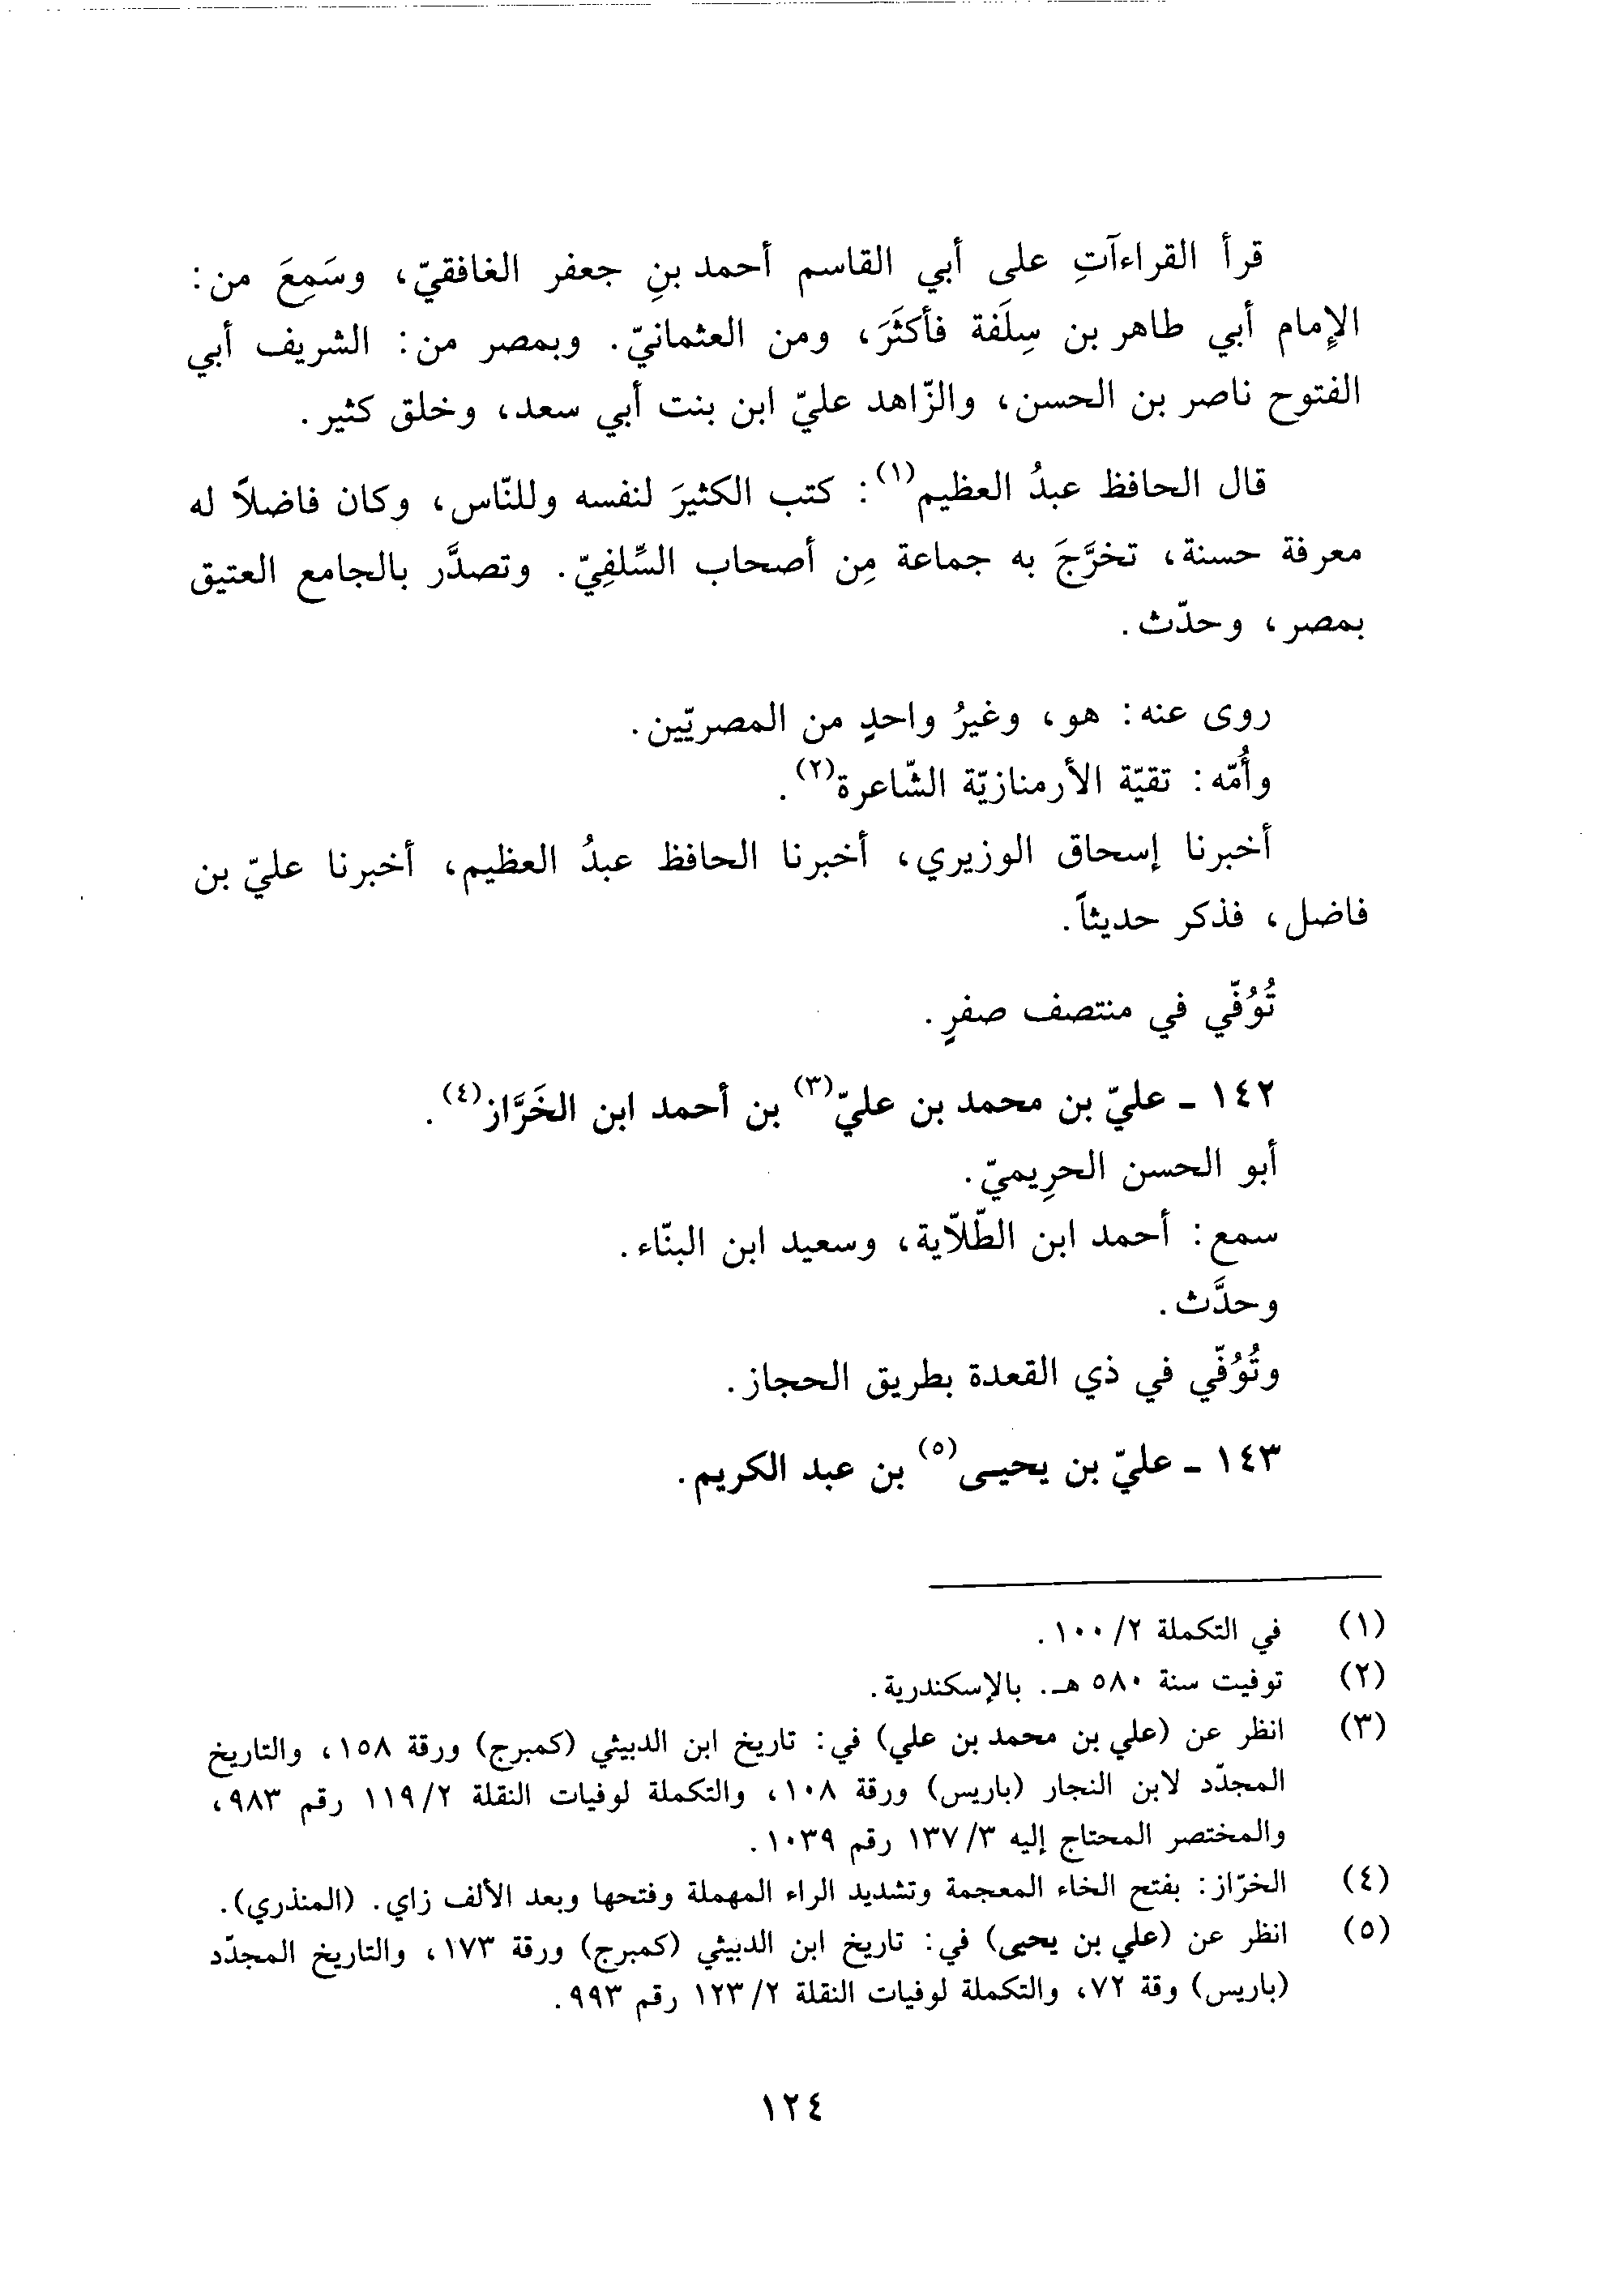 قرأ القراءآتِ على أبي القاسم أحمد بنِ جعفر الغافقيّ، وسَمِعَ من:
الإمام أبي طاهر بن سِلَفة فأكثَرَ، ومن العثمانيّ. وبمصر من: الشريف أبي
الفتوح ناصر بن الحسن، والزّاهد عليّ ابن بنت أبي سعد، وخلق كثير.
قال الحافظ عبدُ العظيم(١): كتب الكثيرَ لنفسه وللنّاس، وكان فاضلاً له
معرفة حسنة، تخرَّجَ به جماعة مِن أصحاب السِّلفِيّ. وتصدَّر بالجامع العتيق
بمصر، وحدّث.
روى عنه: هو، وغيرُ واحدٍ من المصريّين.
وأُمّه: تقيّة الأرمنازيّة الشّاعرة(٢).
أخبرنا إسحاق الوزيري، أخبرنا الحافظ عبدُ العظيم، أخبرنا عليّ بن
فاضل، فذكر حديثاً.
تُوُفّي في منتصف صفرٍ.
١٤٢ ـ عليّ بن محمد بن عليّ(٣) بن أحمد ابن الخَرَّاز(٤).
أبو الحسن الحرِيميّ.
سمع: أحمد ابن الطّلّاية، وسعيد ابن البنّاء.
وحدَّث.
وتُوُفّي في ذي القعدة بطريق الحجاز.
١٤٣ ـ عليّ بن يحيـى(٥) بن عبد الكريم.
(١) في التكملة ٢/ ١٠٠.
(٢) توفيت سنة ٥٨٠ هـ. بالإسكندرية.
(٣) انظر عن (علي بن محمد بن علي) في: تاريخ ابن الدبيثي (كمبرج) ورقة ١٥٨، والتاريخ
المجدّد لابن النجار (باريس) ورقة ١٠٨، والتكملة لوفيات النقلة ٢/ ١١٩ رقم ٩٨٣،
والمختصر المحتاج إليه ٣/ ١٣٧ رقم ١٠٣٩.
(٤) الخرّاز: بفتح الخاء المعجمة وتشديد الراء المهملة وفتحها وبعد الألف زاي. (المنذري).
(٥) انظر عن (علي بن يحيى) في: تاريخ ابن الدبيثي (كمبرج) ورقة ١٧٣، والتاريخ المجدّد
(باريس) وقة ٧٢، والتكملة لوفيات النقلة ٢/ ١٢٣ رقم ٩٩٣.
١٢٤